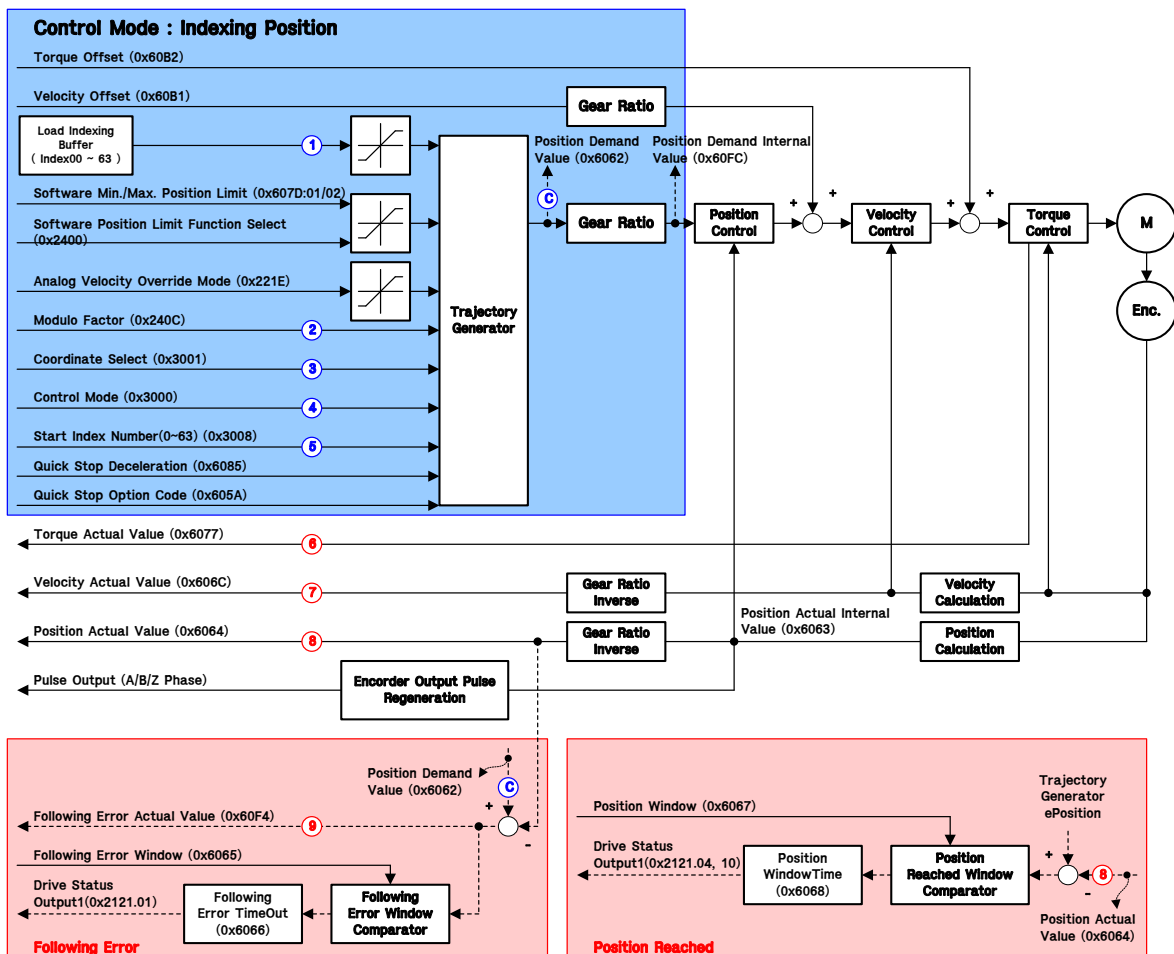 Control Mode : Indexing Position
Torque Offset (0x60B2)
Velocity Offset (0x60B1)
Gear Ratio
Load Indexing
Buffer
( Index00 ~ 63 )
1
Position Demand
Value (0x6062)
Position Demand Internal
Value (0x60FC)
C
Software Min./Max. Position Limit (0x607D:01/02)
Software Position Limit Function Select
(0x2400)
Gear Ratio
Position
Control
+
+
Velocity
Control
+
+
Torque
Control
M
Analog Velocity Override Mode (0x221E)
Trajectory
Generator
Enc.
Modulo Factor (0x240C)
2
Coordinate Select (0x3001)
3
Control Mode (0x3000)
4
Start Index Number(0~63) (0x3008)
5
Quick Stop Deceleration (0x6085)
Quick Stop Option Code (0x605A)
Torque Actual Value (0x6077)
6
Velocity Actual Value (0x606C)
7
Gear Ratio
Inverse
Velocity
Calculation
Position Actual Value (0x6064)
8
Gear Ratio
Inverse
Position Actual Internal
Value (0x6063)
Position
Calculation
Pulse Output (A/B/Z Phase)
Encorder Output Pulse
Regeneration
Position Demand
Value (0x6062)
C
+
-
Following Error Actual Value (0x60F4)
9
Following Error Window (0x6065)
Drive Status
Output1(0x2121.01)
Following
Error TimeOut
(0x6066)
Following
Error Window
Comparator
Following Error
Position Window (0x6067)
Trajectory
Generator
ePosition
Drive Status
Output1(0x2121.04, 10)
Position
WindowTime
(0x6068)
Position
Reached Window
Comparator
+
-
8
Position Actual
Value (0x6064)
Position Reached